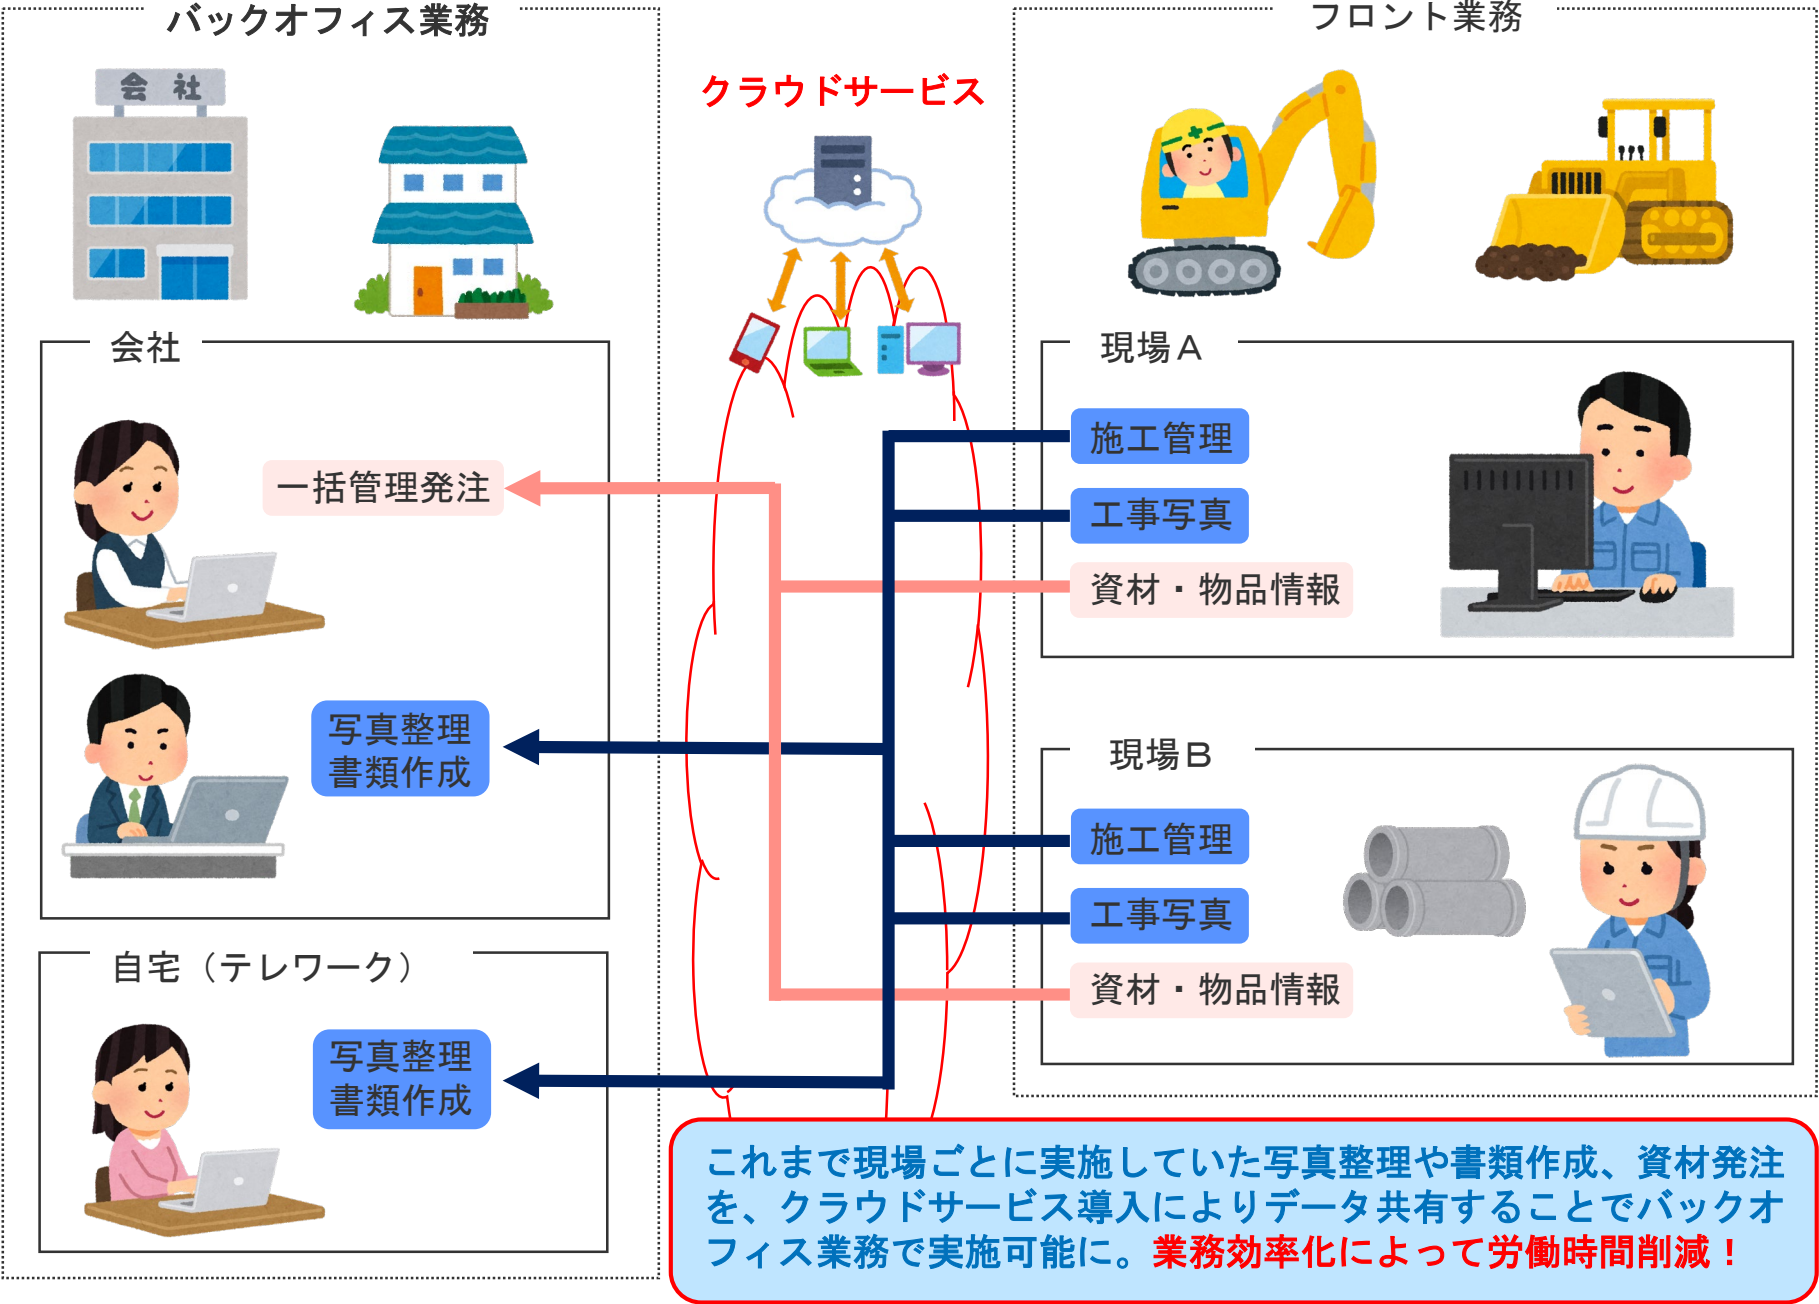 バックオフィス業務
会社
会社
一括管理発注
写真整理
書類作成
自宅（テレワーク）
写真整理
書類作成
クラウドサービス
フロント業務
現場Ａ
施工管理
工事写真
資材・物品情報
現場Ｂ
施工管理
工事写真
資材・物品情報
これまで現場ごとに実施していた写真整理や書類作成、資材発注
を、クラウドサービス導入によりデータ共有することでバックオ
フィス業務で実施可能に。業務効率化によって労働時間削減！